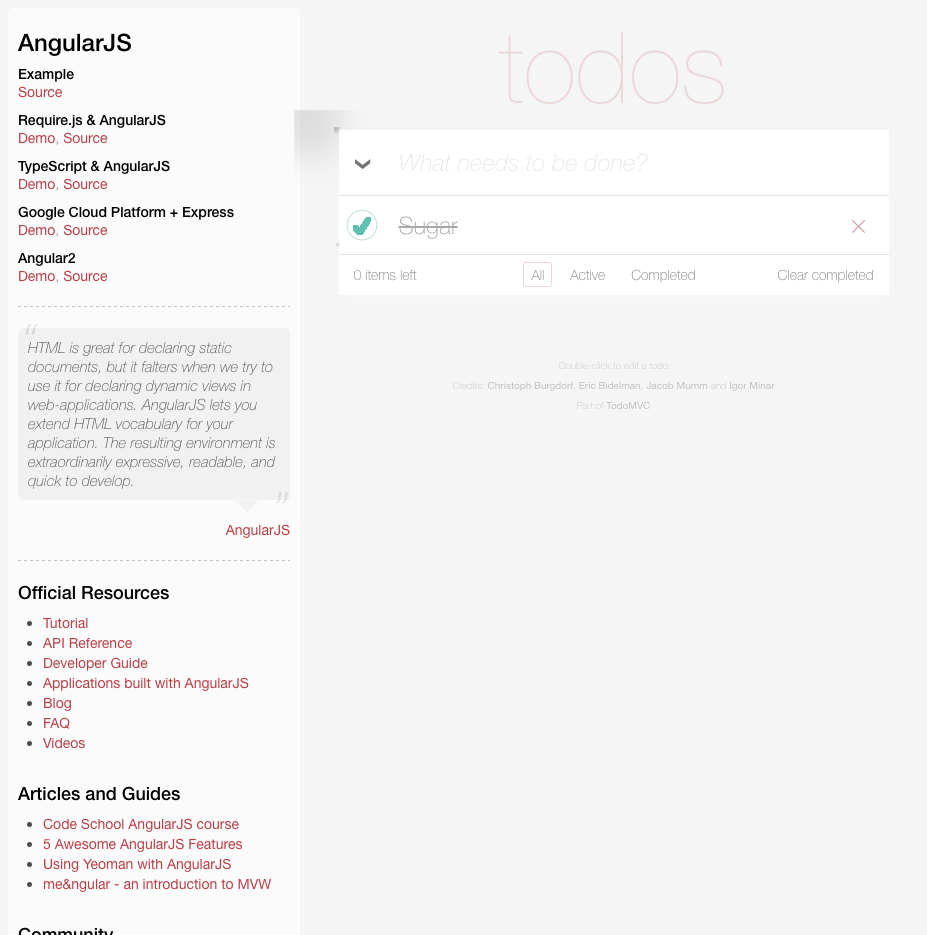 AngularJS
Example
Source
Require.js & AngularJS
Demo, Source
TypeScript & AngularJS
Demo, Source
Google Cloud Platform + Express
Demo, Source
Angular2
Demo, Source
“
HTML is great for declaring static
documents, but it falters when we try to
use it for declaring dynamic views in
web-applications. AngularJS lets you
extend HTML vocabulary for your
application. The resulting environment is
extraordinarily expressive, readable, and
quick to develop.
”
AngularJS
Official Resources
Tutorial
API Reference
Developer Guide
Applications built with AngularJS
Blog
FAQ
Videos
Articles and Guides
Code School AngularJS course
5 Awesome AngularJS Features
Using Yeoman with AngularJS
me&ngular - an introduction to MVW
Community
todos
What needs to be done?
Sugar
0 items left All Active Completed Clear completed
Double-click to edit a todo
Credits: Christoph Burgdorf, Eric Bidelman, Jacob Mumm and Igor Minar
Part of TodoMVC